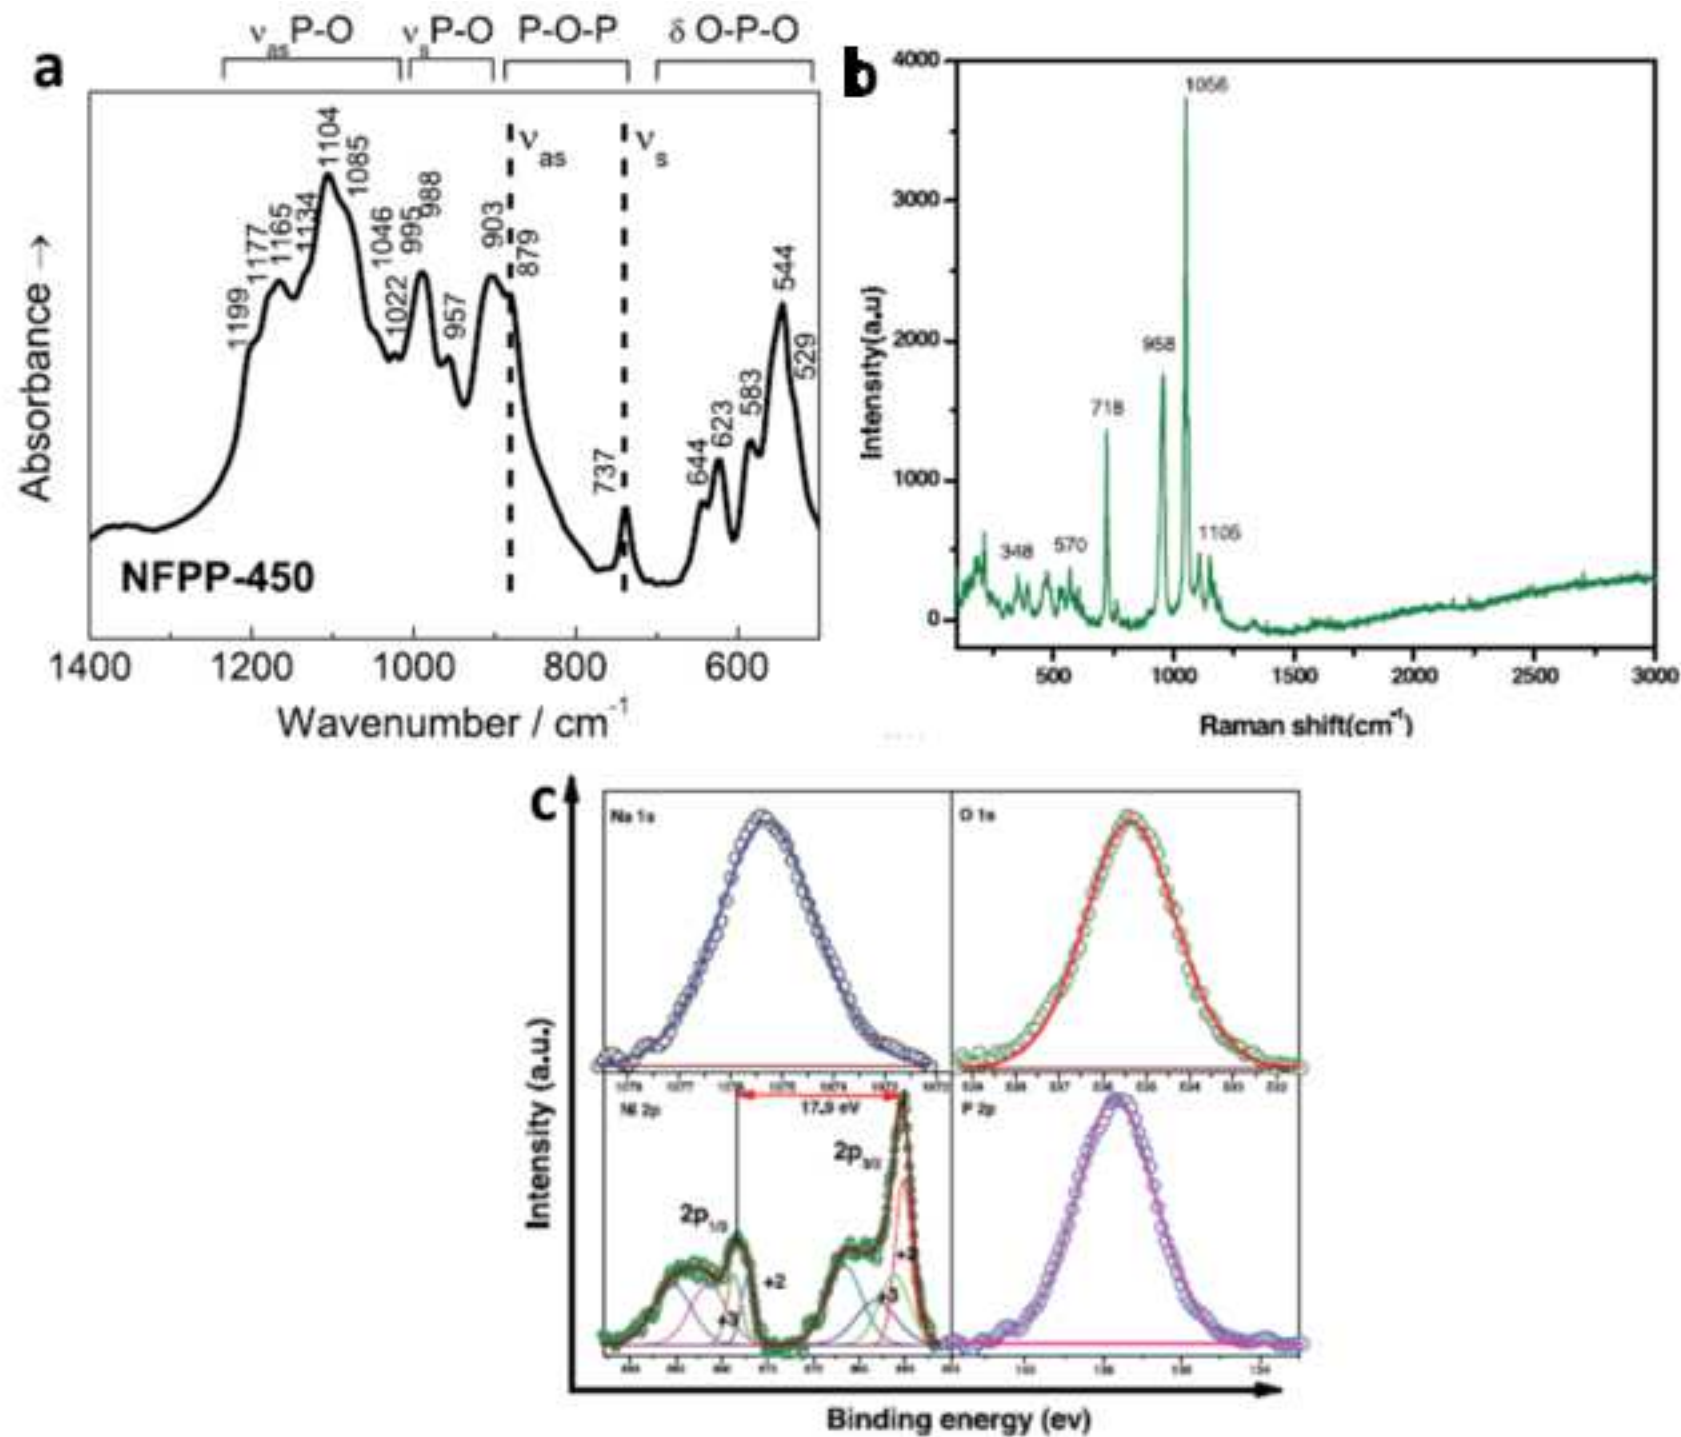 a
νas P-O νs P-O P-O-P δ O-P-O
νas νs
1199
1177
1165
1134
1104
1085
1046
1022
995
988
957
903
879
737
644
623
583
544
529
Absorbance →
NFPP-450
1400 1200 1000 800 600
Wavenumber / cm-1
b
4000
3000
2000
1000
0
Intensity(a.u)
348
570
718
958
1056
1105
500 1000 1500 2000 2500 3000
Raman shift(cm-1)
c
Na 1s
O 1s
Ni 2p
17.9 eV
P 2p
2p3/2
2p1/2
+2
+3
+2
+3
Intensity (a.u.)
Binding energy (ev)